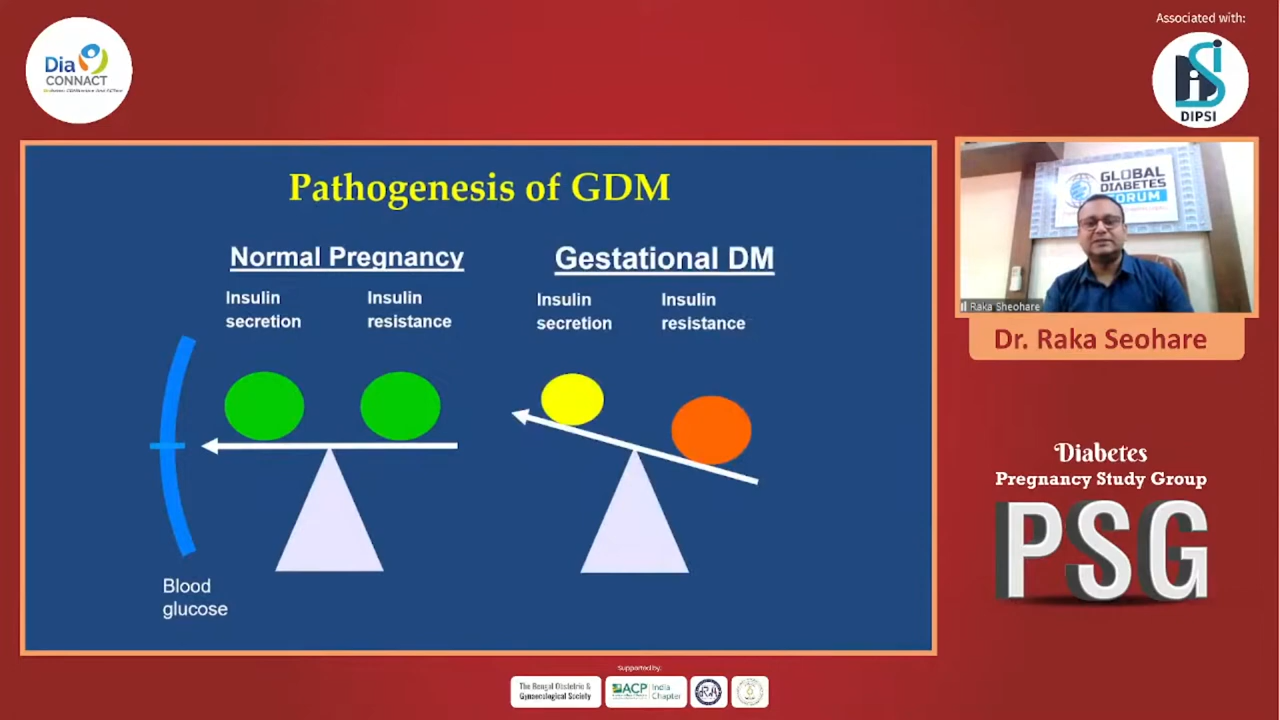 Associated with:
Dia
CONNACT
DiSi
DIPSI
Pathogenesis of GDM
Normal Pregnancy
Gestational DM
Insulin
secretion
Insulin
resistance
Insulin
secretion
Insulin
resistance
Blood
glucose
GLOBAL
DIABETES
FORUM
Raka Sheohare
Dr. Raka Seohare
Diabetes
Pregnancy Study Group
PSG
Supported by:
The Bengal Obstetric &
Gynaecological Society
ACP
India
Chapter